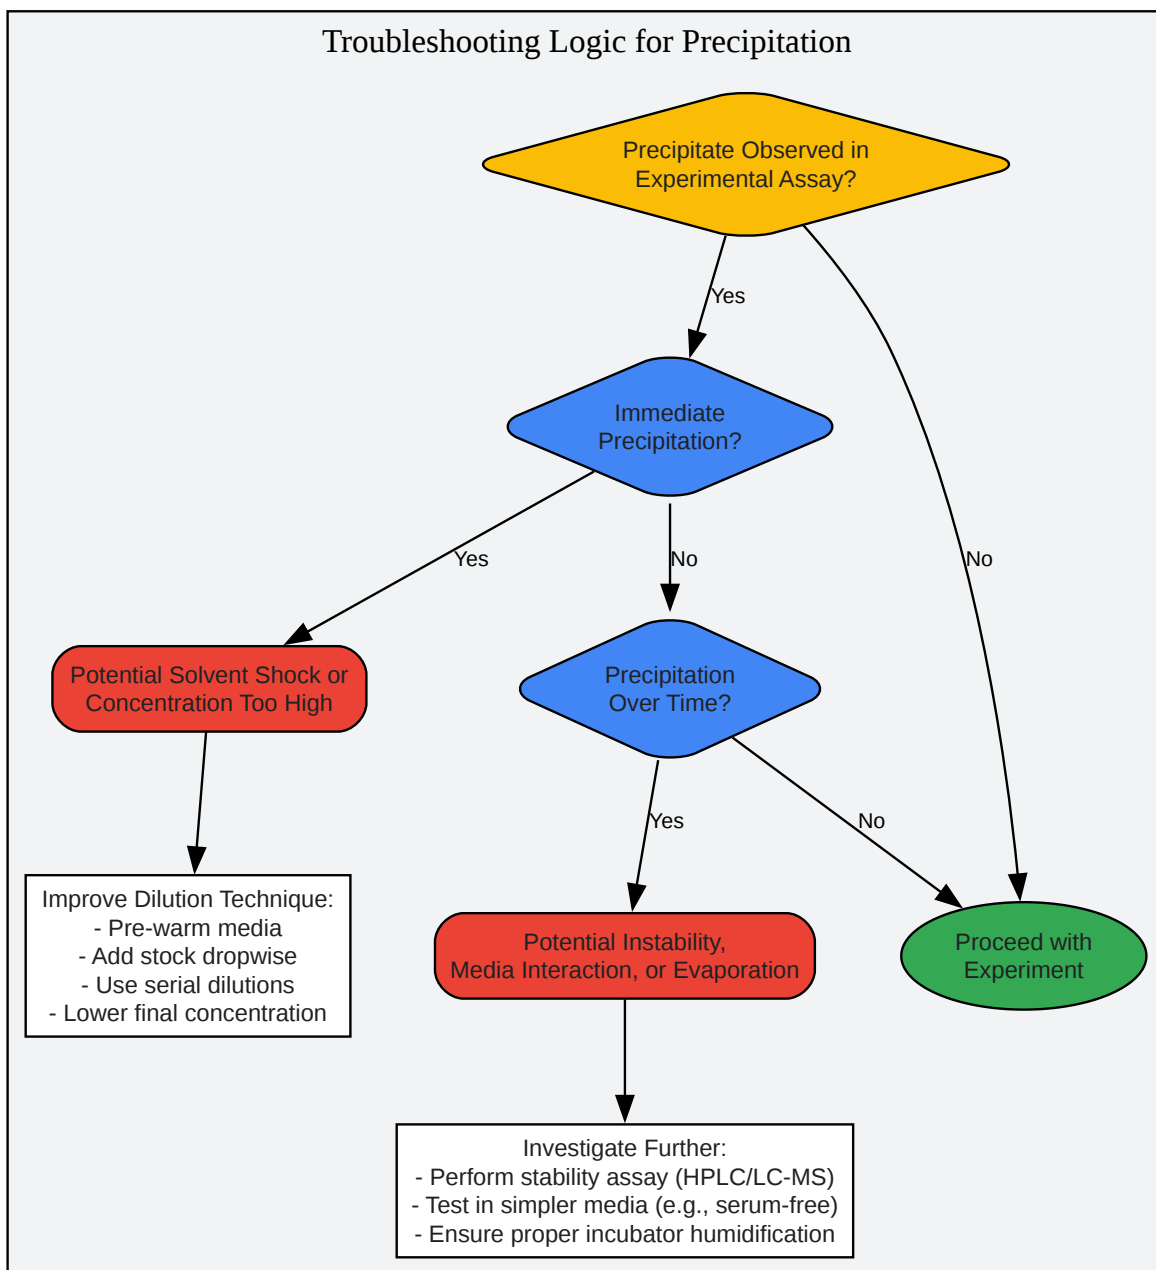 Troubleshooting Logic for Precipitation
Precipitate Observed in
Experimental Assay?
Yes
No
Immediate
Precipitation?
Yes
No
Potential Solvent Shock or
Concentration Too High
Precipitation
Over Time?
Yes
No
Improve Dilution Technique:
- Pre-warm media
- Add stock dropwise
- Use serial dilutions
- Lower final concentration
Potential Instability,
Media Interaction, or Evaporation
Proceed with
Experiment
Investigate Further:
- Perform stability assay (HPLC/LC-MS)
- Test in simpler media (e.g., serum-free)
- Ensure proper incubator humidification